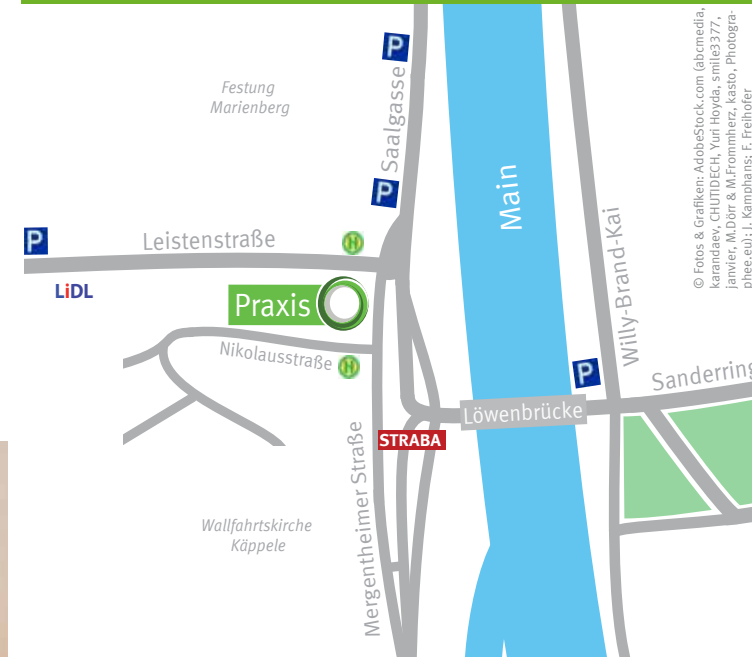 P
Saalgasse
Festung
Marienberg
P
Main
Willy-Brand-Kai
© Fotos & Grafiken: AdobeStock.com (abcmedia,
karandaev, CHUTIDECH, Yuri Hoyda, smile3377,
janvier, M.Dörr & M.Frommherz, kasto, Photogra-
phee.eu); J. Kamphans; F. Freihofer
P
Leistenstraße
H
LiDL
Praxis
Nikolausstraße
H
P
Sanderring
Löwenbrücke
STRABA
Mergentheimer Straße
Wallfahrtskirche
Käppele